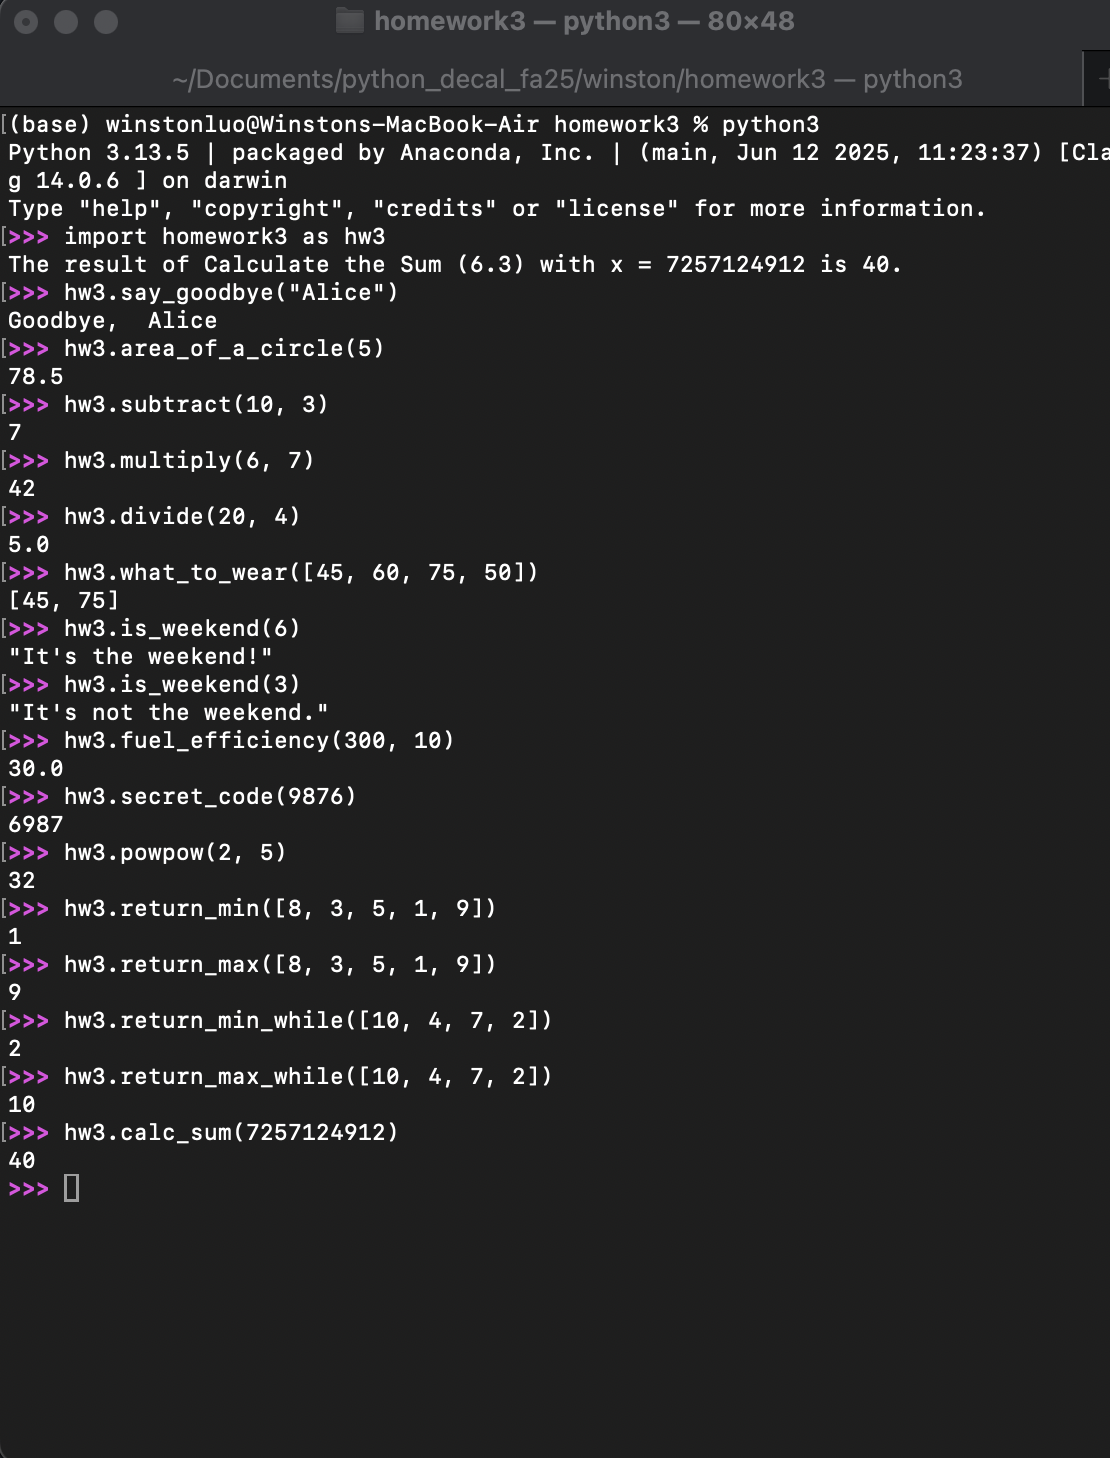 homework3 — python3 — 80×48
~/Documents/python_decal_fa25/winston/homework3 — python3
[(base) winstonluo@Winstons-MacBook-Air homework3 % python3
Python 3.13.5 | packaged by Anaconda, Inc. | (main, Jun 12 2025, 11:23:37) [Cla
g 14.0.6 ] on darwin
Type "help", "copyright", "credits" or "license" for more information.
[>>> import homework3 as hw3
The result of Calculate the Sum (6.3) with x = 7257124912 is 40.
[>>> hw3.say_goodbye("Alice")
Goodbye,  Alice
[>>> hw3.area_of_a_circle(5)
78.5
[>>> hw3.subtract(10, 3)
7
[>>> hw3.multiply(6, 7)
42
[>>> hw3.divide(20, 4)
5.0
[>>> hw3.what_to_wear([45, 60, 75, 50])
[45, 75]
[>>> hw3.is_weekend(6)
"It's the weekend!"
[>>> hw3.is_weekend(3)
"It's not the weekend."
[>>> hw3.fuel_efficiency(300, 10)
30.0
[>>> hw3.secret_code(9876)
6987
[>>> hw3.powpow(2, 5)
32
[>>> hw3.return_min([8, 3, 5, 1, 9])
1
[>>> hw3.return_max([8, 3, 5, 1, 9])
9
[>>> hw3.return_min_while([10, 4, 7, 2])
2
[>>> hw3.return_max_while([10, 4, 7, 2])
10
[>>> hw3.calc_sum(7257124912)
40
>>>